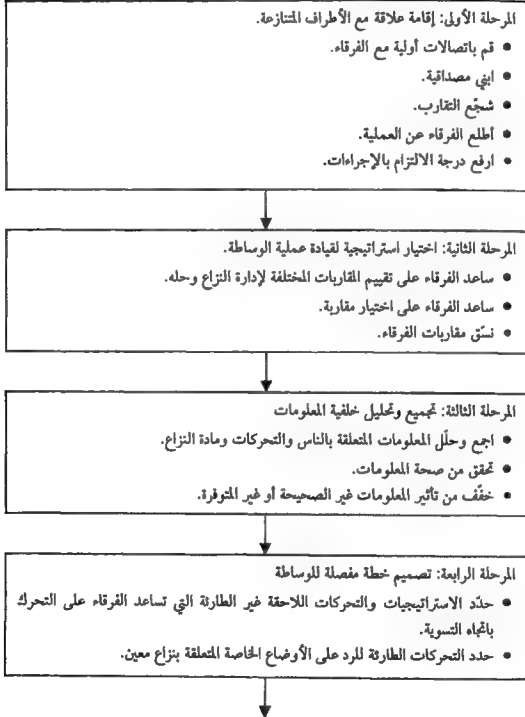 المرحلة الأولى: إقامة علاقة مع الأطراف المتنازعة.
● قم باتصالات أولية مع الفرقاء.
● ابني مصداقية.
● شجّع التقارب.
● أطلع الفرقاء عن العملية.
● ارفع درجة الالتزام بالإجراءات.
المرحلة الثانية: اختيار استراتيجية لقيادة عملية الوساطة.
● ساعد الفرقاء على تقييم المقاربات المختلفة لإدارة النزاع وحله.
● ساعد الفرقاء على اختيار مقاربة.
● نسّق مقاربات الفرقاء.
المرحلة الثالثة: تجميع وتحليل خلفية المعلومات
● اجمع وحلّل المعلومات المتعلقة بالناس والتحركات ومادة النزاع.
● تحقق من صحة المعلومات.
● خفّف من تأثير المعلومات غير الصحيحة أو غير المتوفرة.
المرحلة الرابعة: تصميم خطة مفصلة للوساطة
● حدّد الاستراتيجيات والتحركات اللاحقة غير الطارئة التي تساعد الفرقاء على التحرك
باتجاه التسوية.
● حدد التحركات الطارئة للرد على الأوضاع الخاصة المتعلقة بنزاع معين.